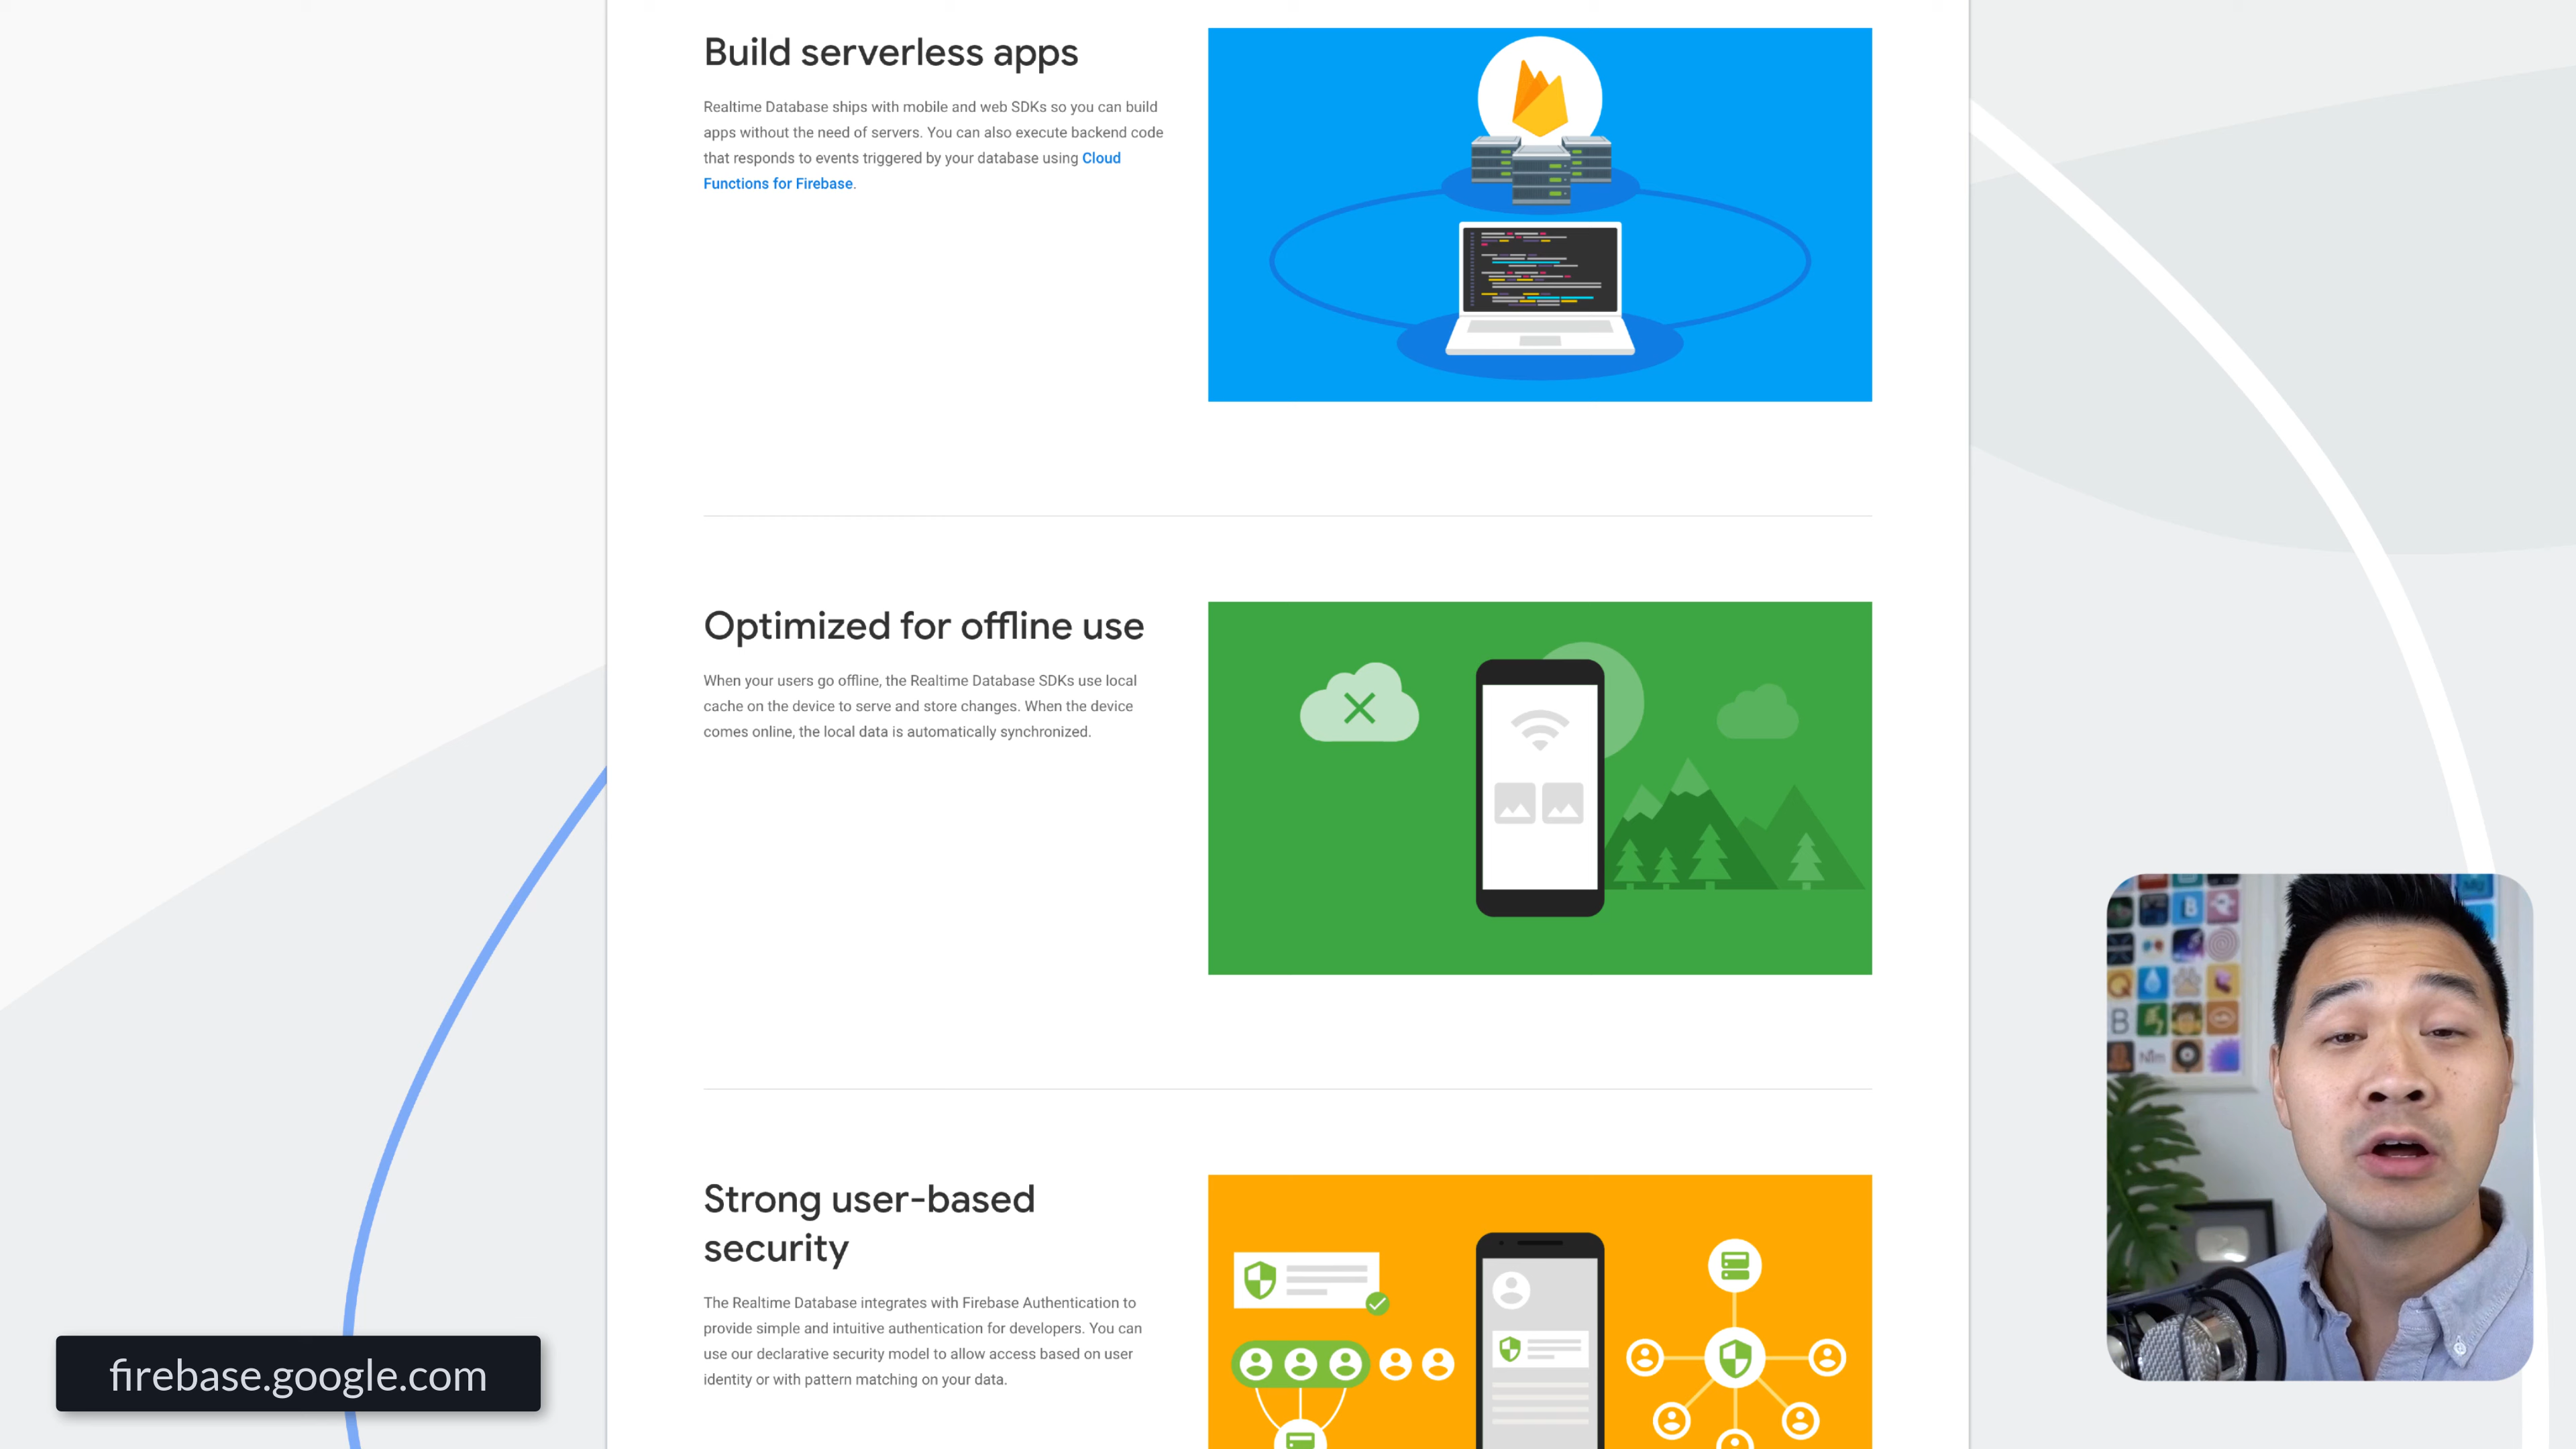 Build serverless apps
Realtime Database ships with mobile and web SDKs so you can build
apps without the need of servers. You can also execute backend code
that responds to events triggered by your database using Cloud
Functions for Firebase.
Optimized for offline use
When your users go offline, the Realtime Database SDKs use local
cache on the device to serve and store changes. When the device
comes online, the local data is automatically synchronized.
Strong user-based
security
The Realtime Database integrates with Firebase Authentication to
provide simple and intuitive authentication for developers. You can
use our declarative security model to allow access based on user
identity or with pattern matching on your data.
firebase.google.com